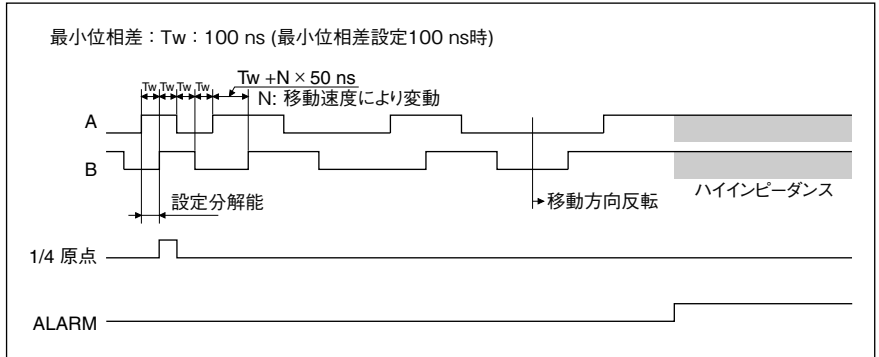 最小位相差：Tw：100 ns (最小位相差設定100 ns時)
Tw Tw Tw Tw
Tw +N × 50 ns
N: 移動速度により変動
A
B
設定分解能
移動方向反転
ハイインピーダンス
1/4 原点
ALARM